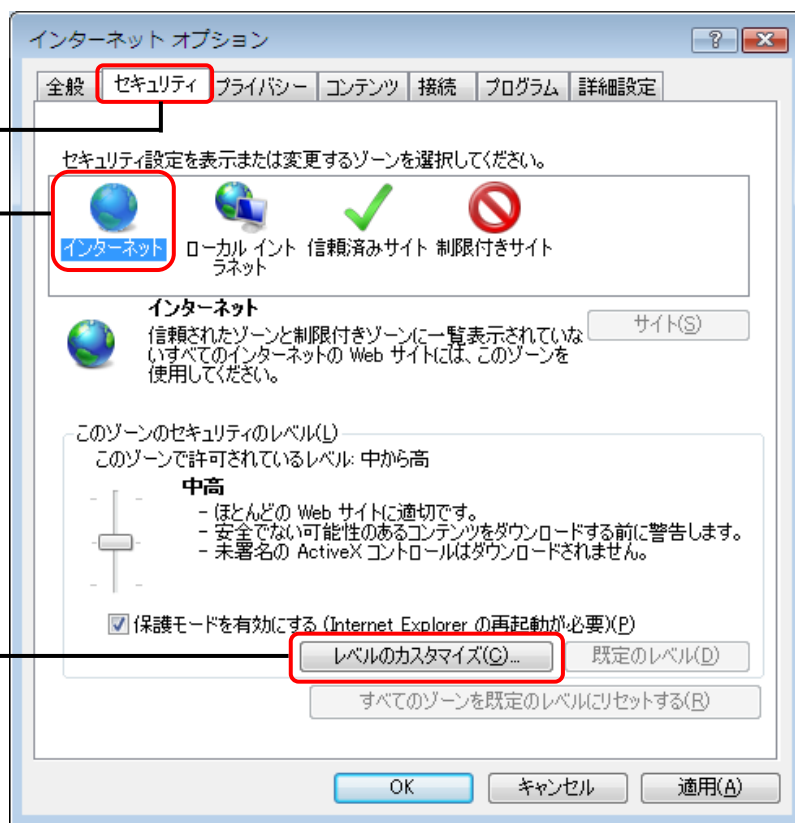 インターネット オプション
全般 セキュリティ プライバシー コンテンツ 接続 プログラム 詳細設定
セキュリティ設定を表示または変更するゾーンを選択してください。
インターネット
ローカル イント
ラネット
信頼済みサイト
制限付きサイト
インターネット
信頼されたゾーンと制限付きゾーンに一覧表示されていな
いすべてのインターネットの Web サイトには、このゾーンを
使用してください。
サイト(S)
このゾーンのセキュリティのレベル(L)
このゾーンで許可されているレベル: 中から高
中高
- ほとんどの Web サイトに適切です。
- 安全でない可能性のあるコンテンツをダウンロードする前に警告します。
- 未署名の ActiveX コントロールはダウンロードされません。
保護モードを有効にする (Internet Explorer の再起動が必要)(P)
レベルのカスタマイズ(C)... 既定のレベル(D)
すべてのゾーンを既定のレベルにリセットする(R)
OK キャンセル 適用(A)